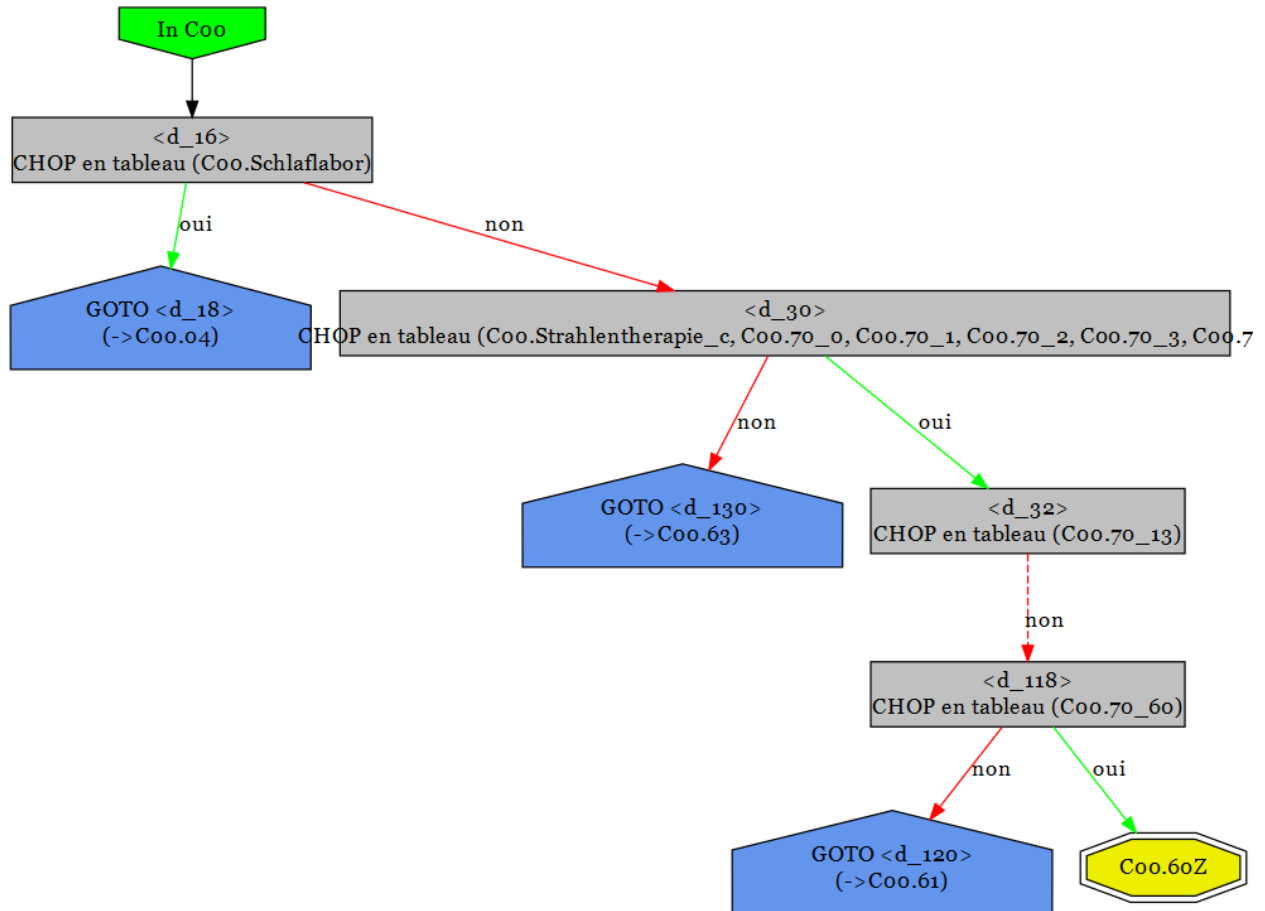 In C00
<d_16>
CHOP en tableau (C00.Schlaflabor)
oui
non
GOTO <d_18>
(->C00.04)
<d_30>
CHOP en tableau (C00.Strahlentherapie_c, C00.70_0, C00.70_1, C00.70_2, C00.70_3, C00.7
non
oui
GOTO <d_130>
(->C00.63)
<d_32>
CHOP en tableau (C00.70_13)
non
<d_118>
CHOP en tableau (C00.70_60)
non
oui
GOTO <d_120>
(->C00.61)
C00.60Z